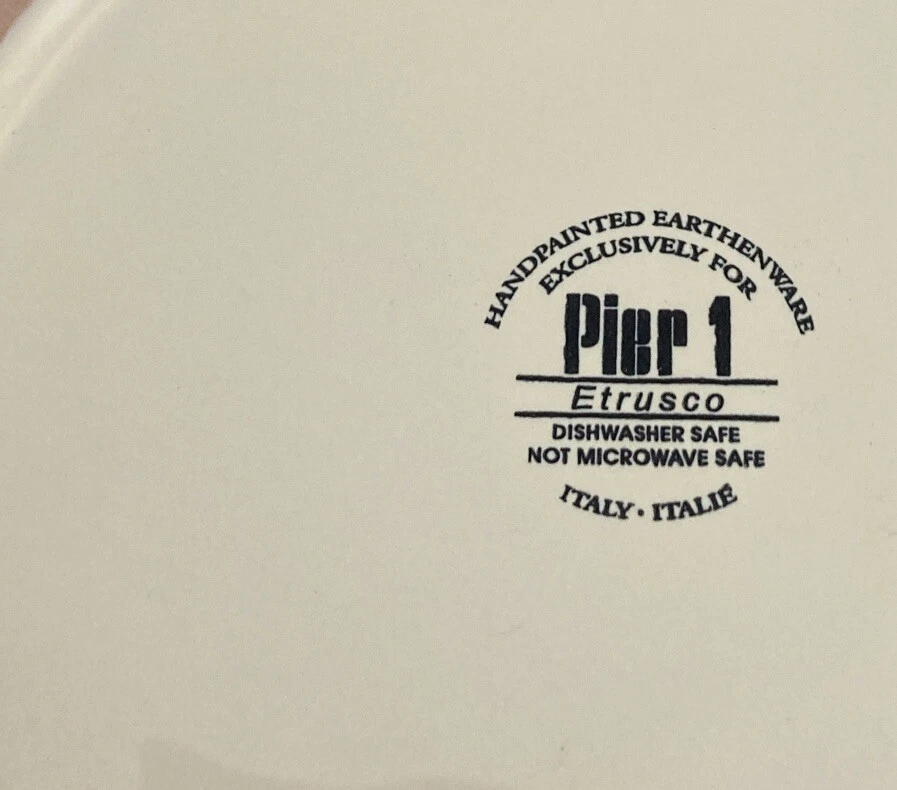 HANDPAINTED EARTHENWARE
EXCLUSIVELY FOR
Pier 1
Etrusco
DISHWASHER SAFE
NOT MICROWAVE SAFE
ITALY • ITALIÉ